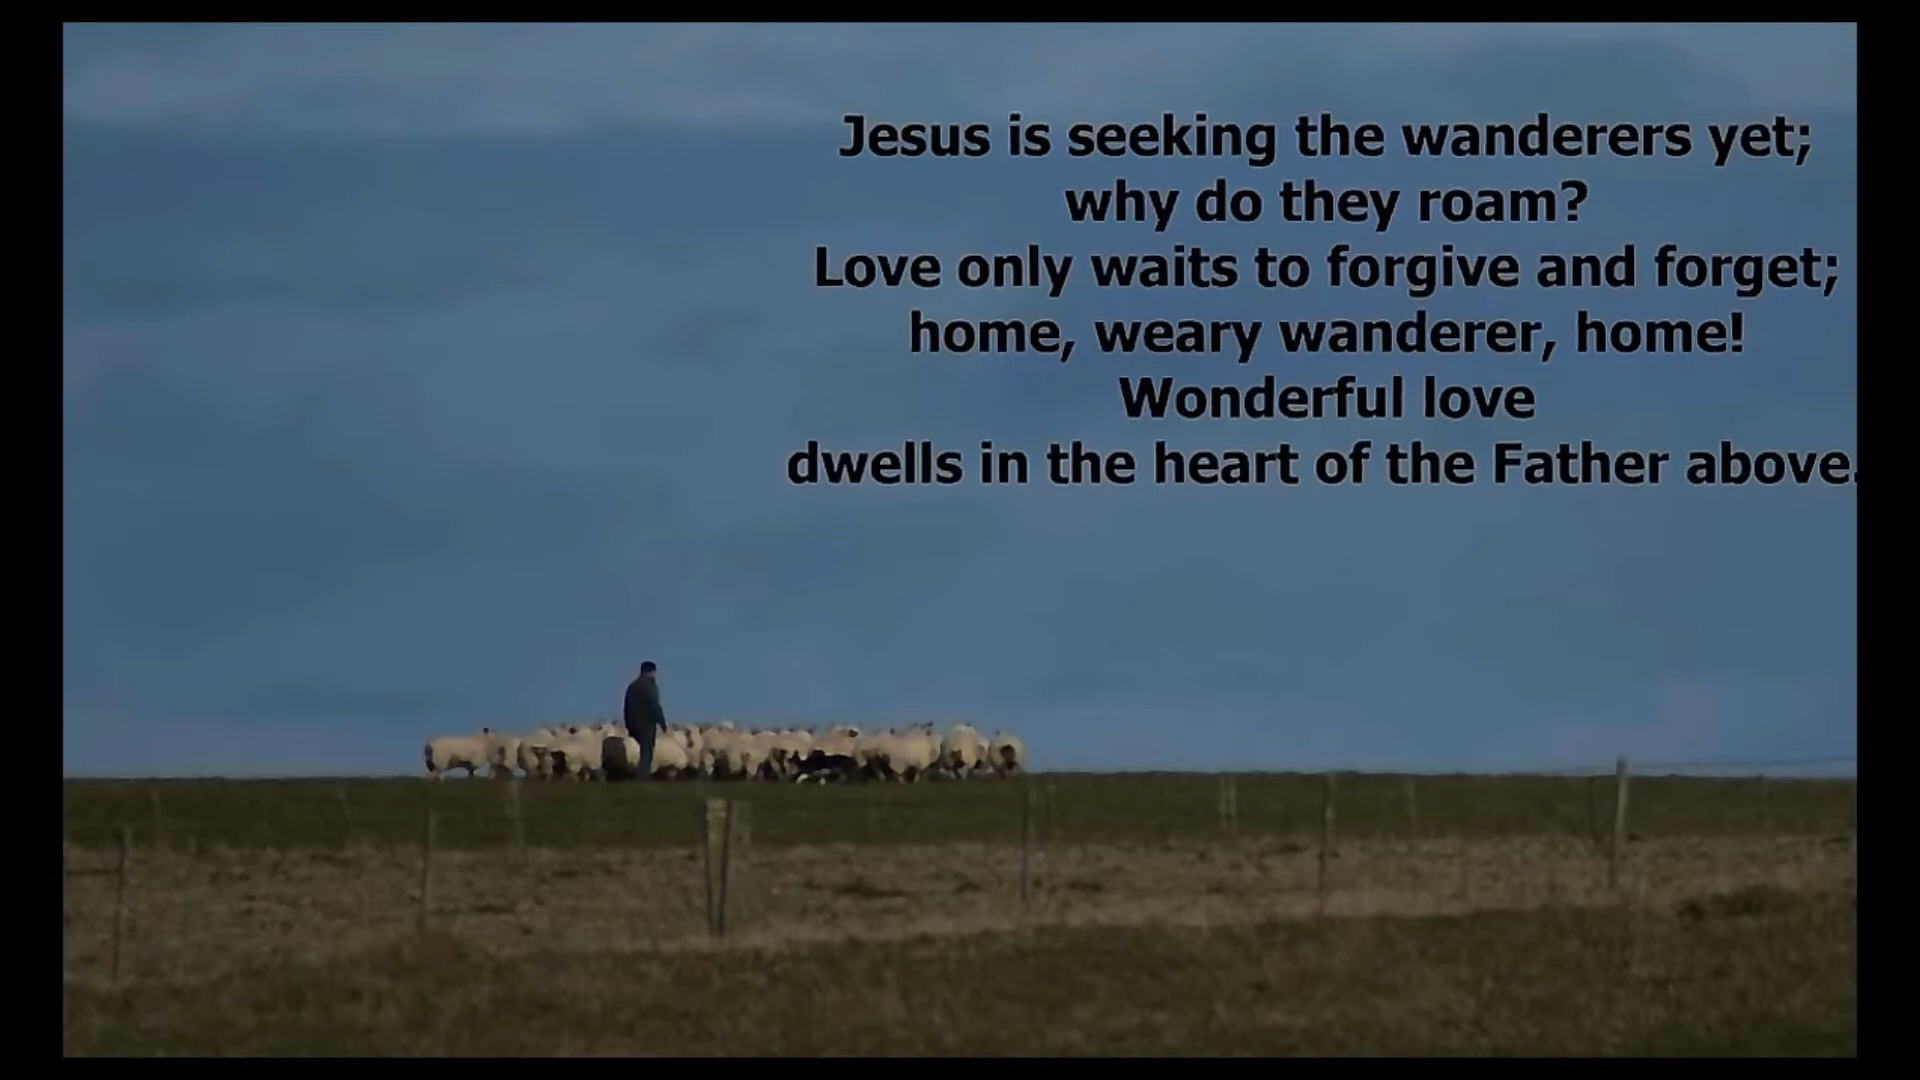 Jesus is seeking the wanderers yet;
why do they roam?
Love only waits to forgive and forget;
home, weary wanderer, home!
Wonderful love
dwells in the heart of the Father above.